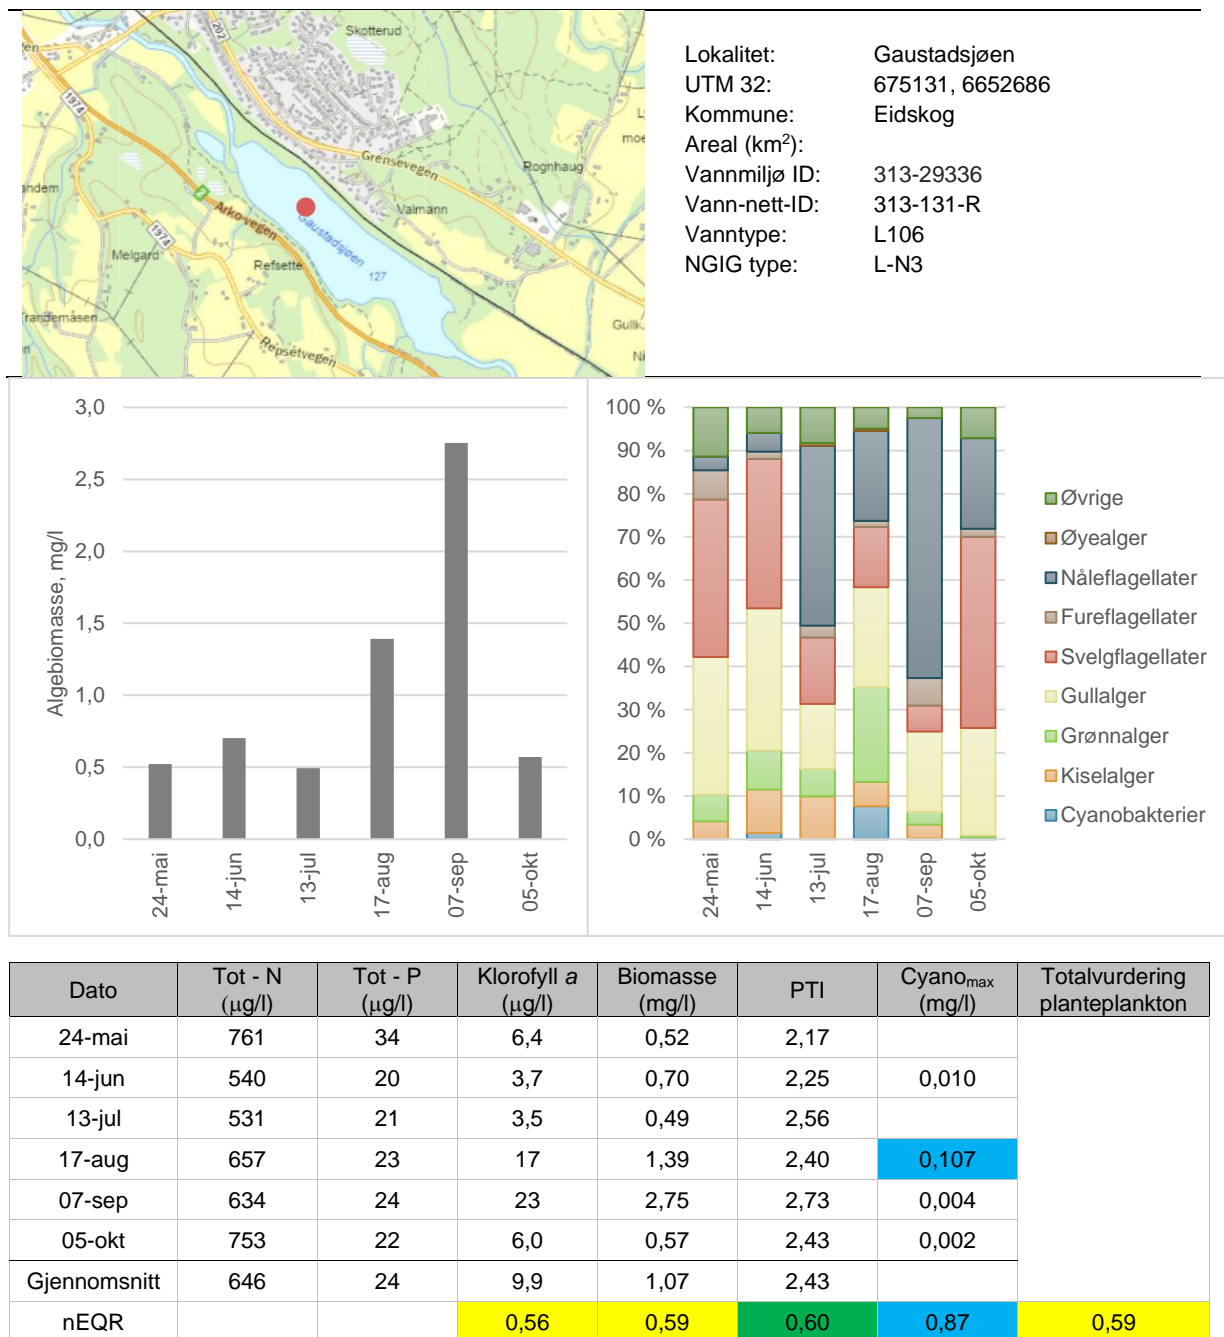 202
Skotterud
1974
Grensevegen
Rognhaug
moe
andem
Arko-vegen
Valmann
Gaustadsjøen
1974
Melgard
Refsette
127
Trandemåsen
Repsetvegen
Lokalitet: Gaustadsjøen
UTM 32: 675131, 6652686
Kommune: Eidskog
Areal (km²):
Vannmiljø ID: 313-29336
Vann-nett-ID: 313-131-R
Vanntype: L106
NGIG type: L-N3
Algebiomasse, mg/l
3,0
2,5
2,0
1,5
1,0
0,5
0,0
24-mai 14-jun 13-jul 17-aug 07-sep 05-okt
100 %
90 %
80 %
70 %
60 %
50 %
40 %
30 %
20 %
10 %
0 %
24-mai 14-jun 13-jul 17-aug 07-sep 05-okt
Øvrige
Øyealger
Nåleflagellater
Fureflagellater
Svelgflagellater
Gullalger
Grønnalger
Kiselalger
Cyanobakterier
Dato Tot - N (µg/l) Tot - P (µg/l) Klorofyll a (µg/l) Biomasse (mg/l) PTI Cyanomax (mg/l) Totalvurdering planteplankton
24-mai 761 34 6,4 0,52 2,17
14-jun 540 20 3,7 0,70 2,25 0,010
13-jul 531 21 3,5 0,49 2,56
17-aug 657 23 17 1,39 2,40 0,107
07-sep 634 24 23 2,75 2,73 0,004
05-okt 753 22 6,0 0,57 2,43 0,002
Gjennomsnitt 646 24 9,9 1,07 2,43
nEQR 0,56 0,59 0,60 0,87 0,59